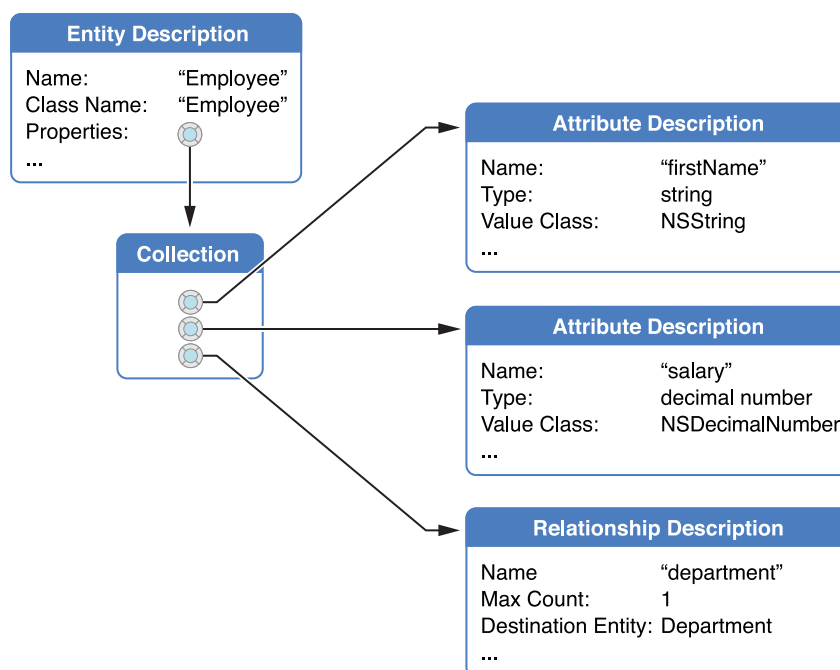 Entity Description
Name: “Employee”
Class Name: “Employee”
Properties:
...
Collection
Attribute Description
Name: “firstName”
Type: string
Value Class: NSString
...
Attribute Description
Name: “salary”
Type: decimal number
Value Class: NSDecimalNumber
...
Relationship Description
Name “department”
Max Count: 1
Destination Entity: Department
...